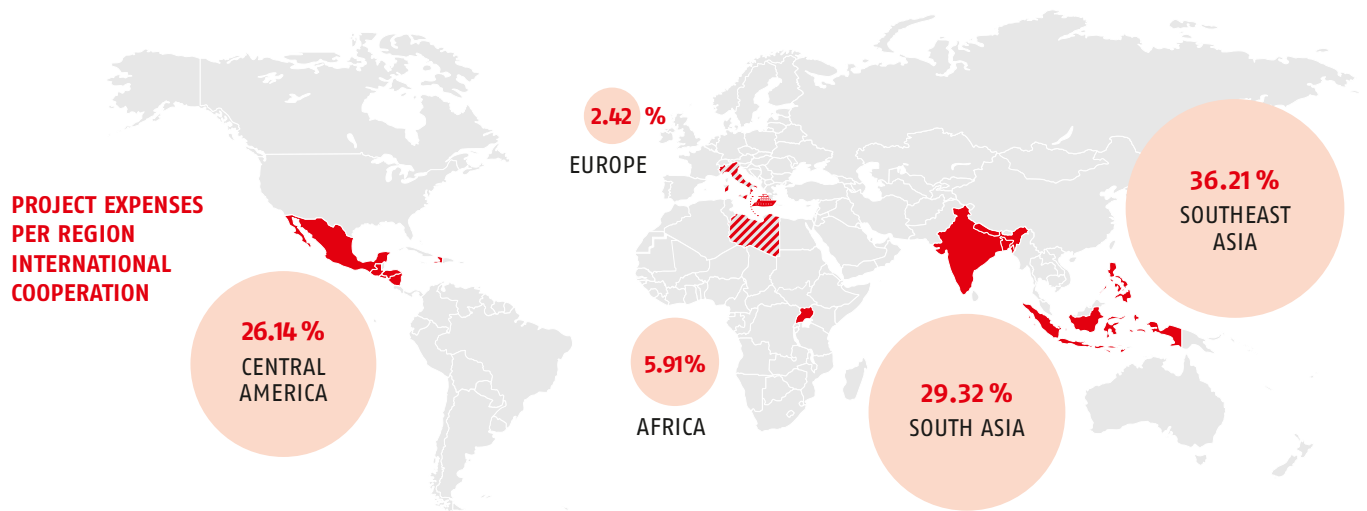 PROJECT EXPENSES
PER REGION
INTERNATIONAL
COOPERATION
26.14 %
CENTRAL
AMERICA
2.42 %
EUROPE
5.91%
AFRICA
29.32 %
SOUTH ASIA
36.21 %
SOUTHEAST
ASIA